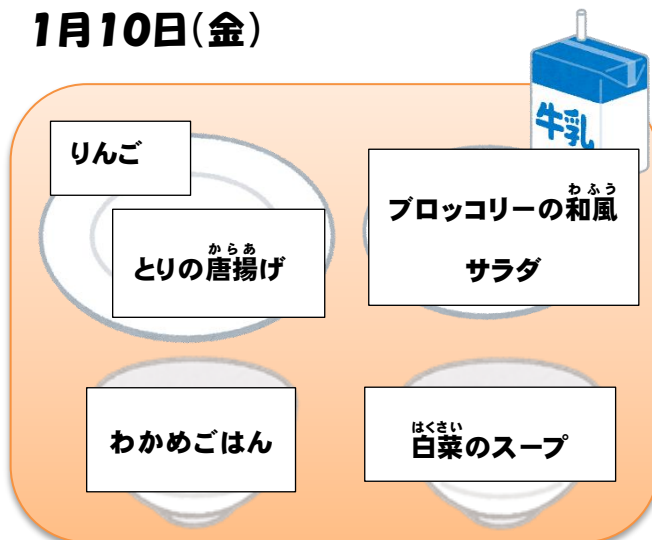 1月10日(金)
牛乳
りんご
とりの唐揚げ
からあ
ブロッコリーの和風
わふう
サラダ
わかめごはん
白菜のスープ
はくさい